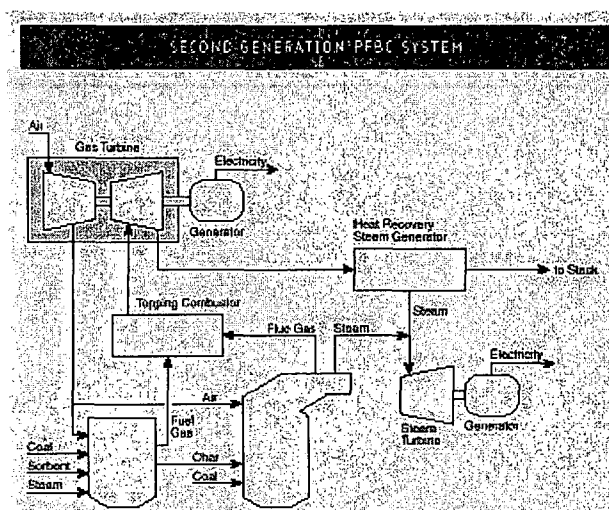 SECOND GENERATION PFBC SYSTEM
Air
Gas Turbine
Electricity
Generator
Heat Recovery
Steam Generator
to Stack
Topping Combustor
Flue Gas
Steam
Steam
Electricity
Air
Fuel
Gas
Steam
Turbine
Generator
Coal
Sorbent
Steam
Char
Coal